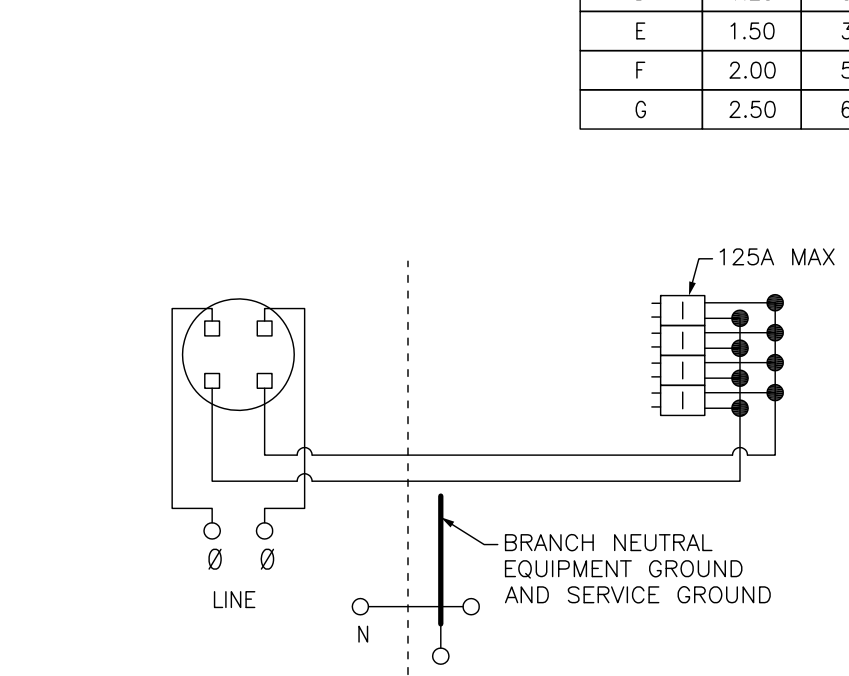 E 1.50
F 2.00
G 2.50
125A MAX
Ø Ø
LINE
N
BRANCH NEUTRAL
EQUIPMENT GROUND
AND SERVICE GROUND